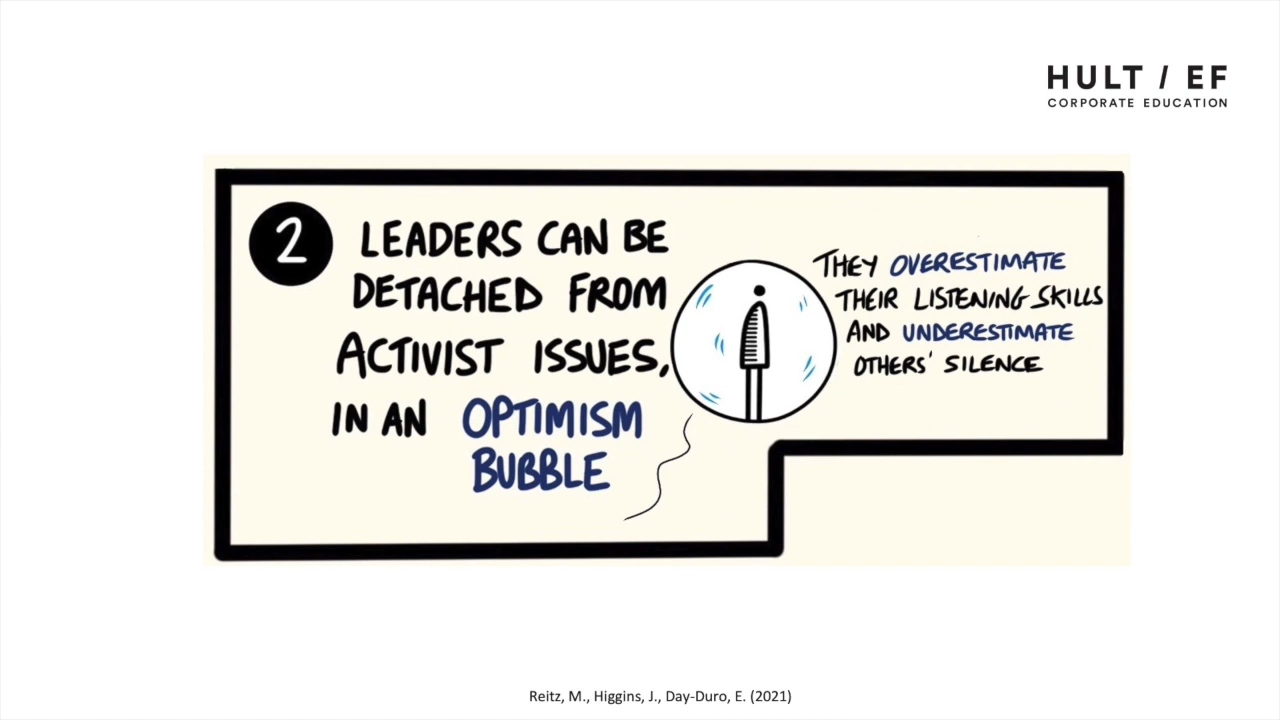 HULT / EF
CORPORATE EDUCATION
2
LEADERS CAN BE
DETACHED FROM
ACTIVIST ISSUES,
IN AN OPTIMISM
BUBBLE
THEY OVERESTIMATE
THEIR LISTENING SKILLS
AND UNDERESTIMATE
OTHERS' SILENCE
Reitz, M., Higgins, J., Day-Duro, E. (2021)